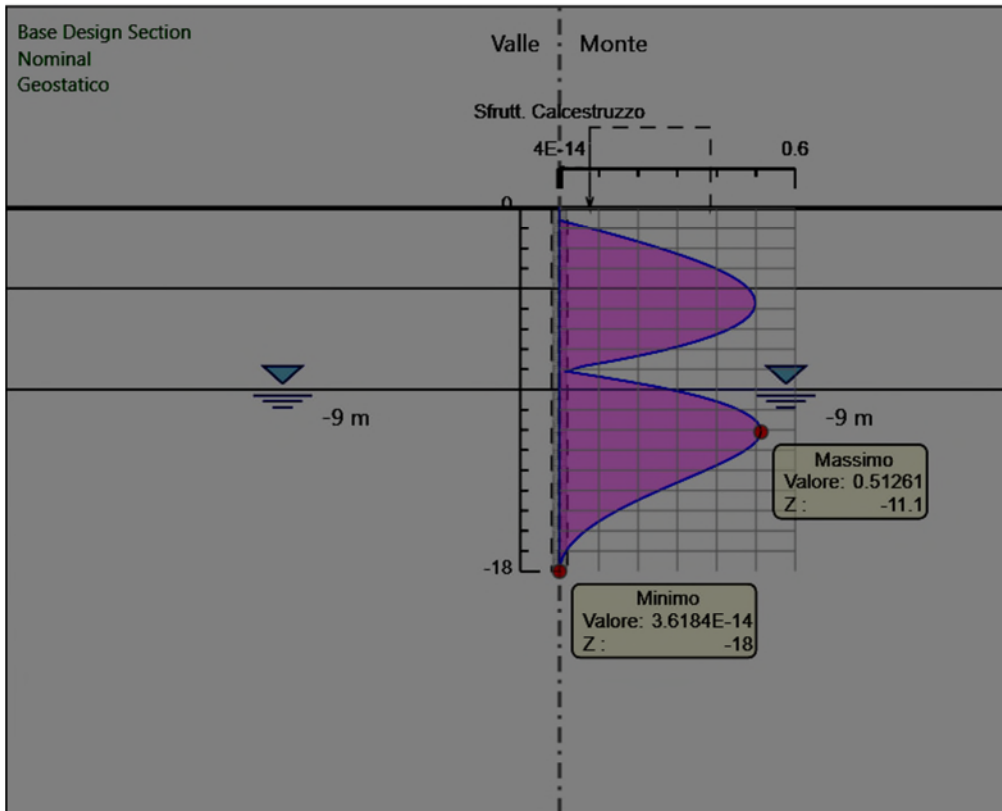 Base Design Section
Nominal
Geostatico
Valle
Monte
Sfrutt. Calcestruzzo
4E-14
0.6
0
-9 m
-9 m
Massimo
Valore: 0.51261
Z : -11.1
-18
Minimo
Valore: 3.6184E-14
Z : -18